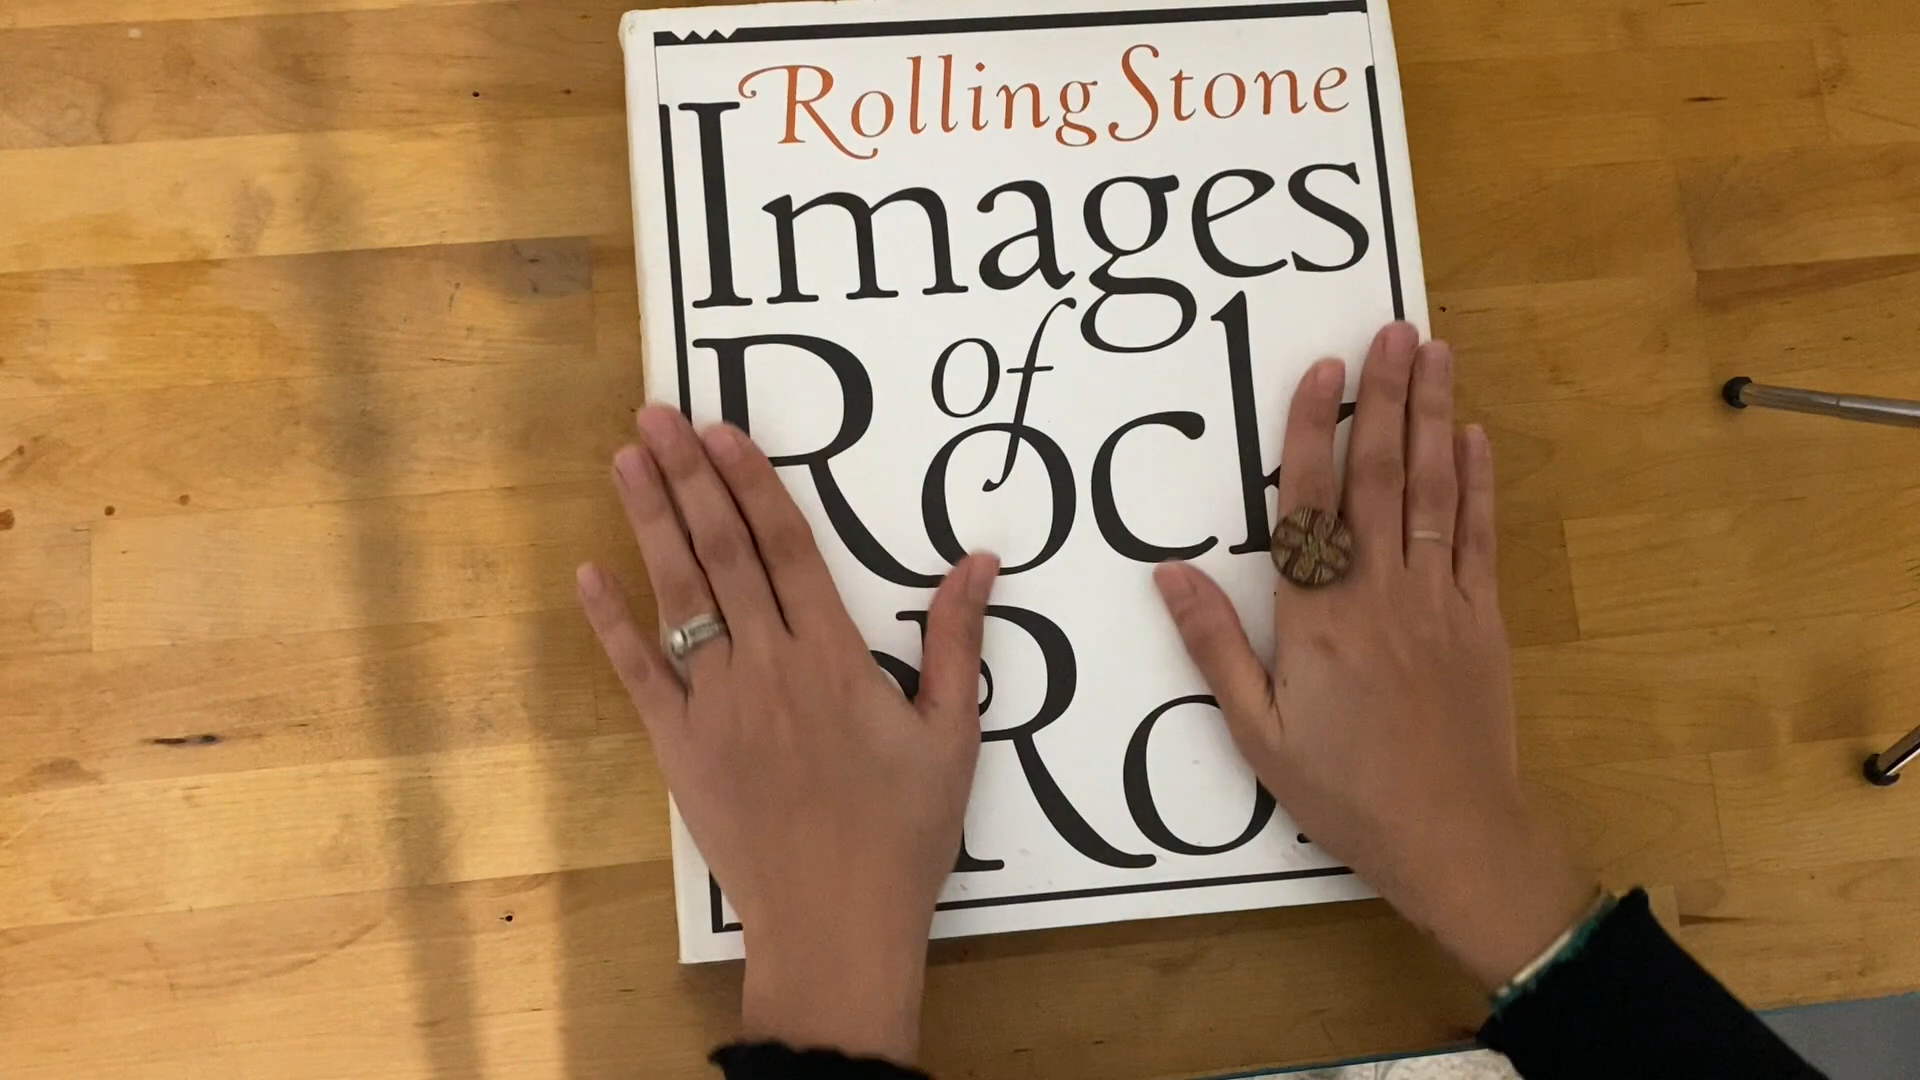 Rolling Stone
Images
of
Rock